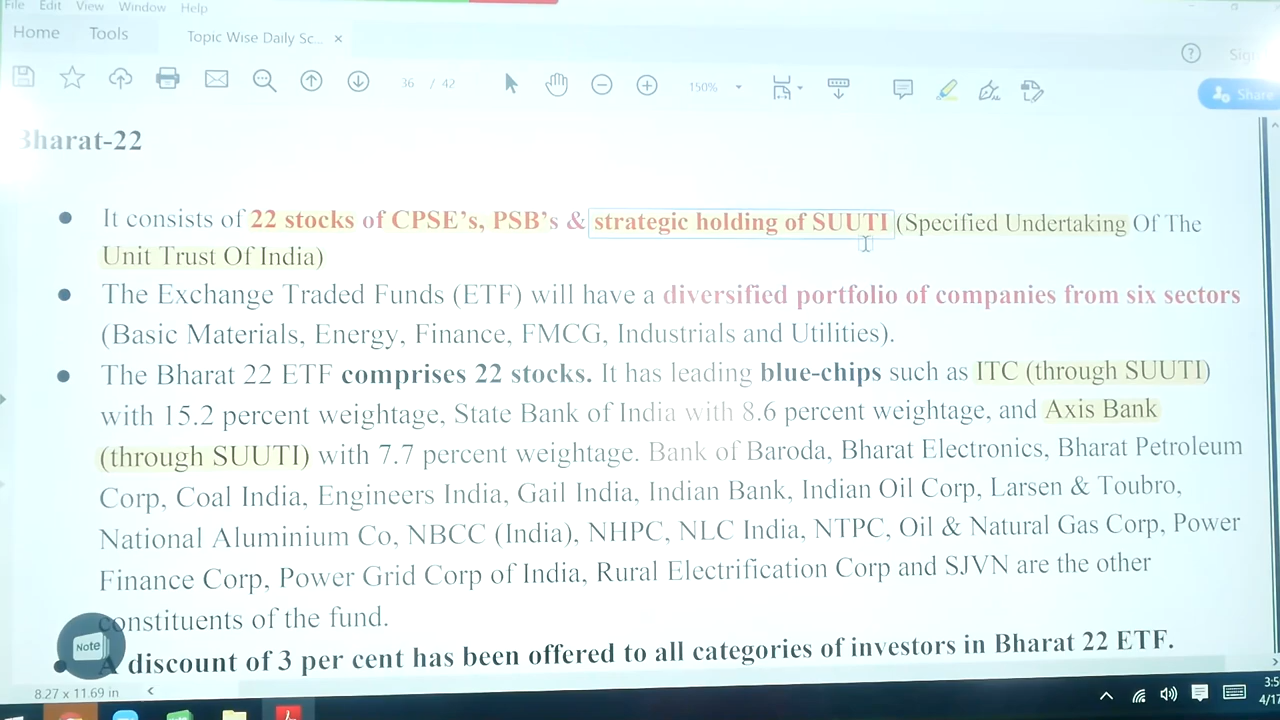 File Edit View Window Help
Home Tools Topic Wise Daily Sc... ×
36 / 42 150% Share
Bharat-22
● It consists of 22 stocks of CPSE's, PSB's & strategic holding of SUUTI (Specified Undertaking Of The
Unit Trust Of India)
● The Exchange Traded Funds (ETF) will have a diversified portfolio of companies from six sectors
(Basic Materials, Energy, Finance, FMCG, Industrials and Utilities).
● The Bharat 22 ETF comprises 22 stocks. It has leading blue-chips such as ITC (through SUUTI)
with 15.2 percent weightage, State Bank of India with 8.6 percent weightage, and Axis Bank
(through SUUTI) with 7.7 percent weightage. Bank of Baroda, Bharat Electronics, Bharat Petroleum
Corp, Coal India, Engineers India, Gail India, Indian Bank, Indian Oil Corp, Larsen & Toubro,
National Aluminium Co, NBCC (India), NHPC, NLC India, NTPC, Oil & Natural Gas Corp, Power
Finance Corp, Power Grid Corp of India, Rural Electrification Corp and SJVN are the other
constituents of the fund.
Note
● A discount of 3 per cent has been offered to all categories of investors in Bharat 22 ETF.
8.27 x 11.69 in